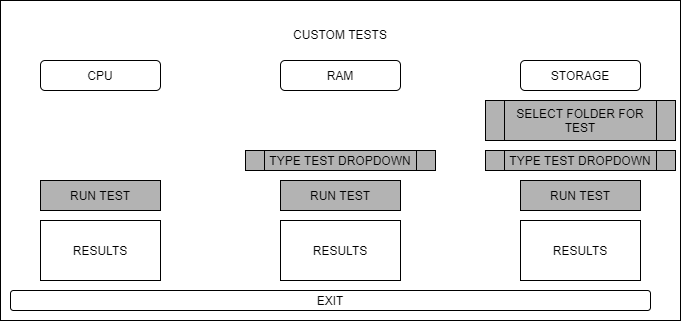 CUSTOM TESTS
CPU
RAM
STORAGE
SELECT FOLDER FOR
TEST
TYPE TEST DROPDOWN
TYPE TEST DROPDOWN
RUN TEST
RUN TEST
RUN TEST
RESULTS
RESULTS
RESULTS
EXIT